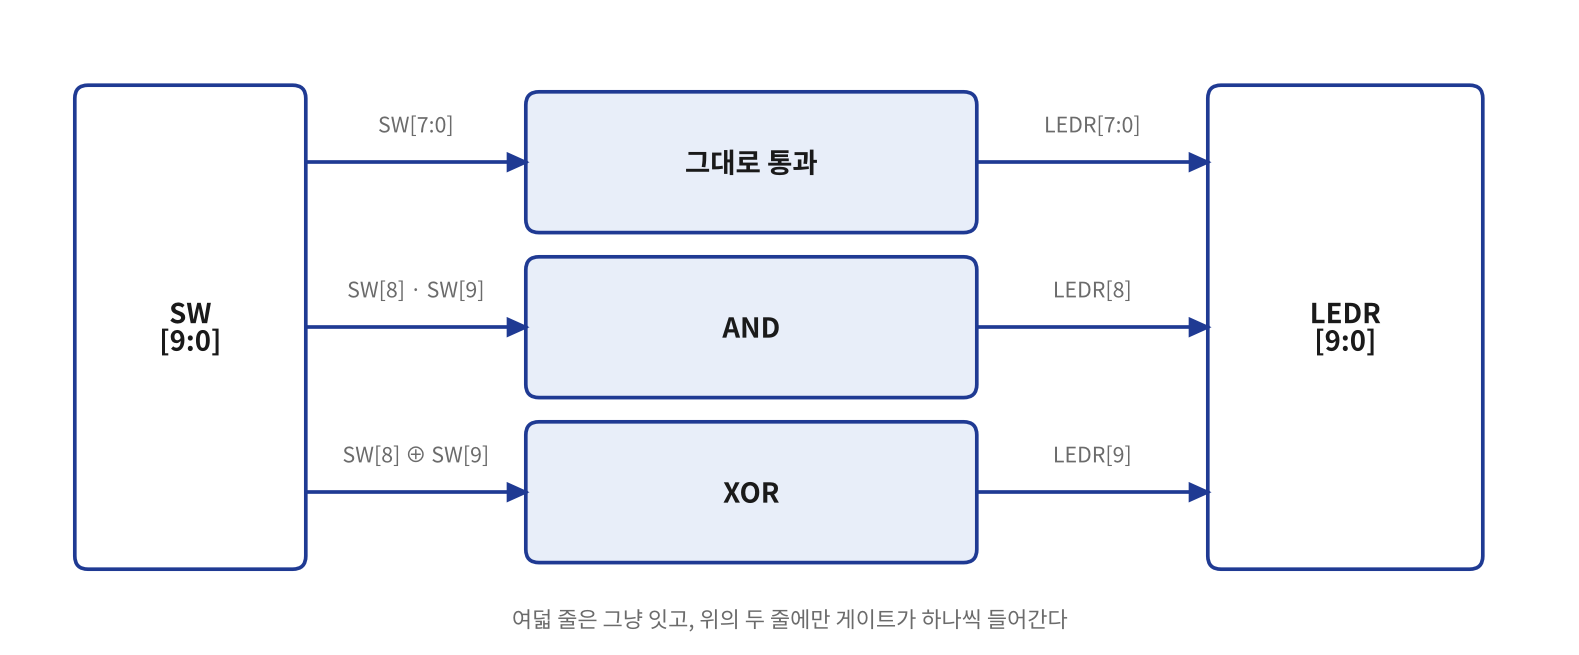 SW
[9:0]
SW[7:0]
그대로 통과
LEDR[7:0]
SW[8] · SW[9]
AND
LEDR[8]
SW[8] ⊕ SW[9]
XOR
LEDR[9]
LEDR
[9:0]
여덟 줄은 그냥 잇고, 위의 두 줄에만 게이트가 하나씩 들어간다